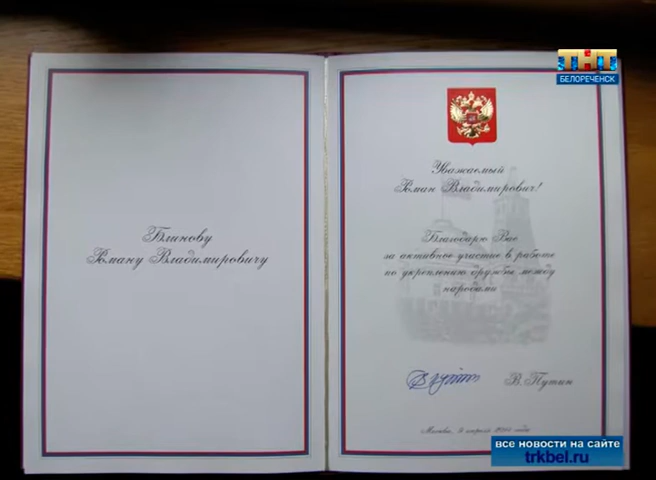 Блинову
Роману Владимировичу
ТНТ
БЕЛОРЕЧЕНСК
Уважаемый
Роман Владимирович!
Благодарю Вас
за активное участие в работе
по укреплению дружбы между
народами
В. Путин
Москва, апреля года
все новости на сайте
trkbel.ru